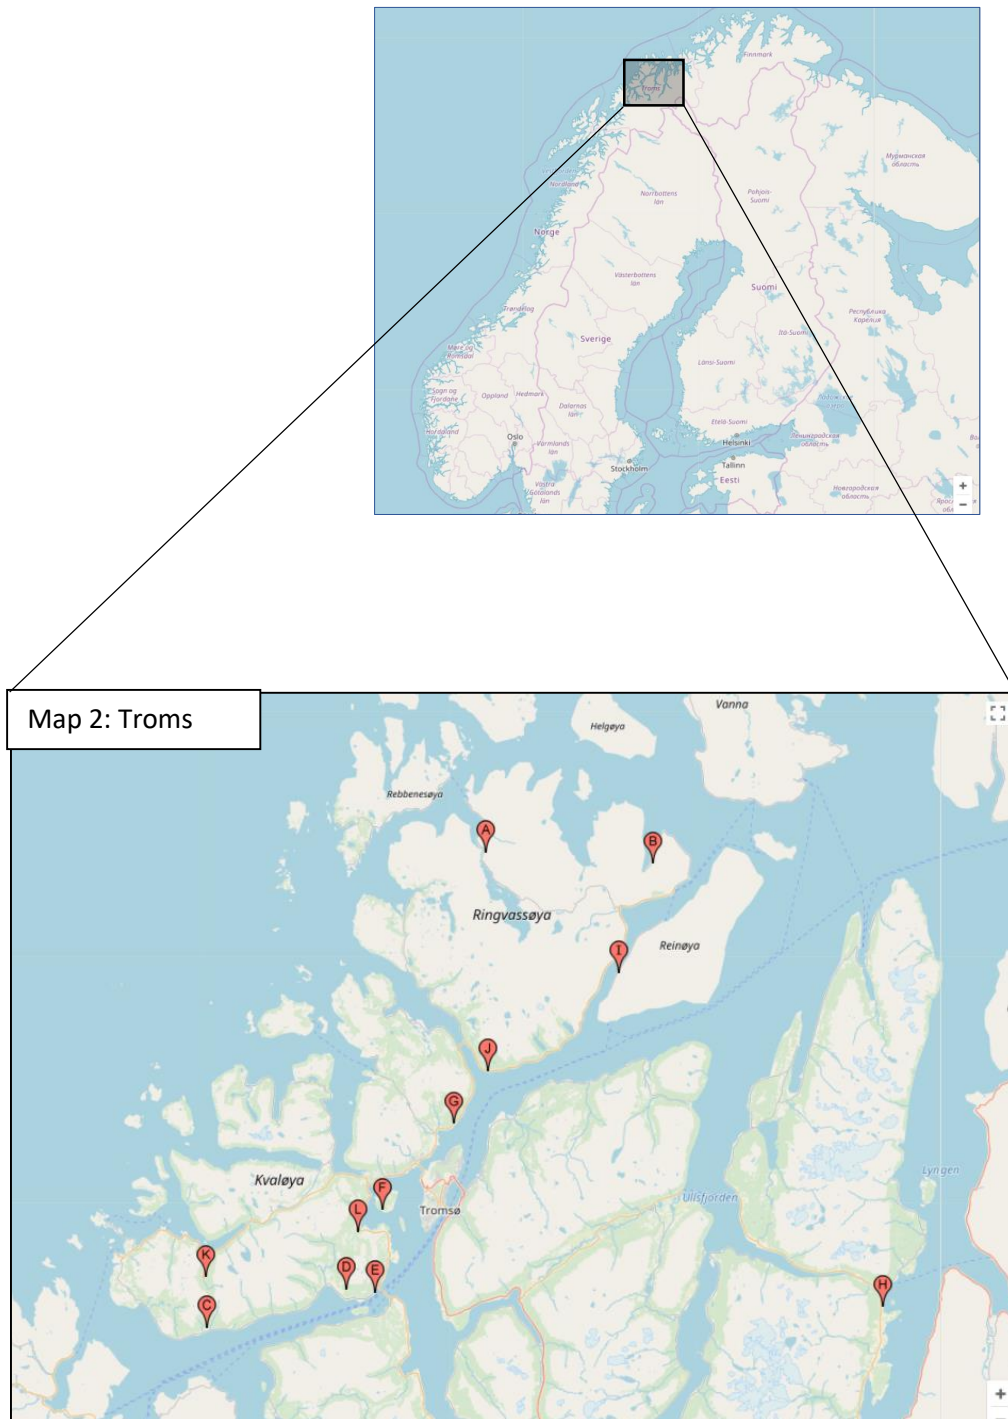 Finnmark
Troms
Мурманская
область
Nordland
Norrbottens
län
Pohjois-
Suomi
Norge
Västerbottens
län
Suomi
Trøndelag
Республика
Карелия
Sverige
Itä-Suomi
Møre og
Romsdal
Länsi-Suomi
Sogn og
Fjordane
Oppland
Hedmark
Dalarnas
län
Hordaland
Etelä-Suomi
Oslo
Värmlands
län
Helsinki
Ленинградская
область
Stockholm
Tallinn
Eesti
Västra
Götalands
län
Новгородская
область
+
−
Map 2: Troms
Vanna
Helgøya
Rebbenesøya
A
B
Ringvassøya
Reinøya
I
J
G
Kvaløya
F
Tromsø
Ullsfjorden
Lyngen
L
K
D
E
H
C
+